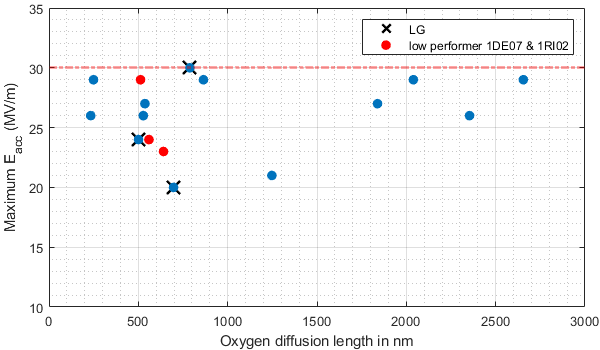 35
30
25
20
15
10
Maximum E_acc (MV/m)
LG
low performer 1DE07 & 1RI02
0 500 1000 1500 2000 2500 3000
Oxygen diffusion length in nm